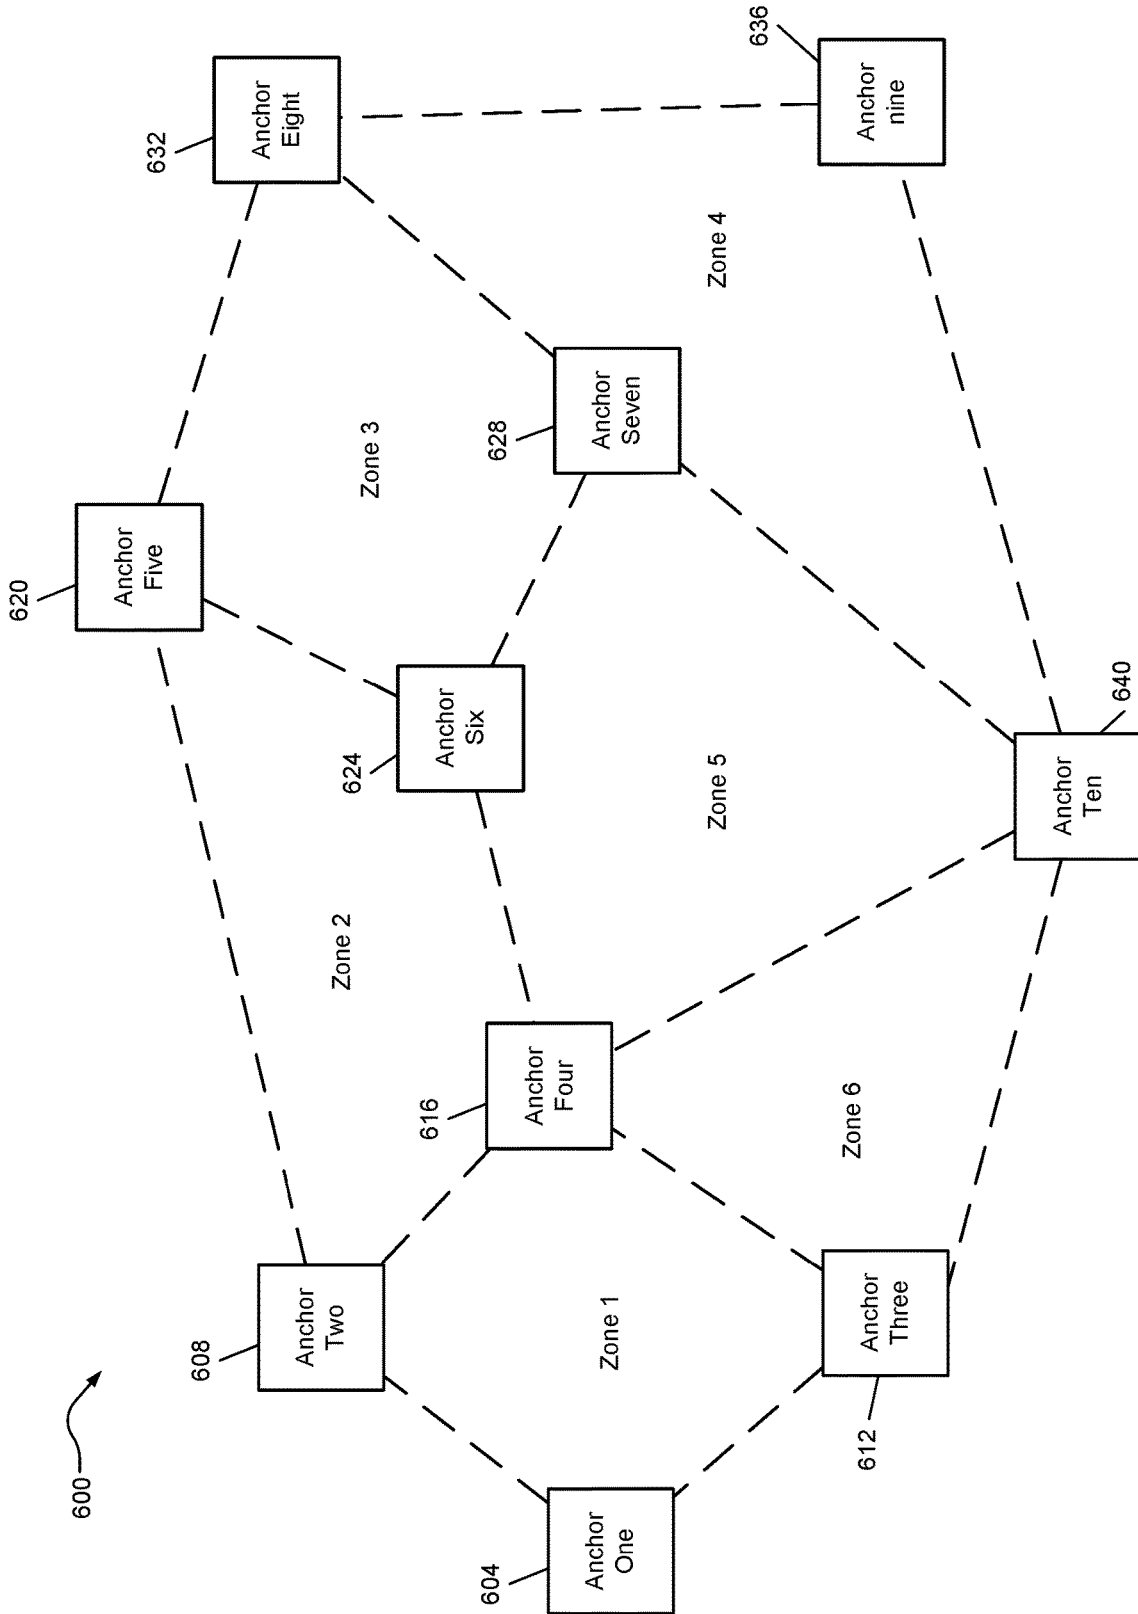 600
604
Anchor
One
608
Anchor
Two
Zone 1
612
Anchor
Three
616
Anchor
Four
Zone 2
Zone 6
620
Anchor
Five
624
Anchor
Six
Zone 5
640
Anchor
Ten
Zone 3
628
Anchor
Seven
632
Anchor
Eight
Zone 4
636
Anchor
nine